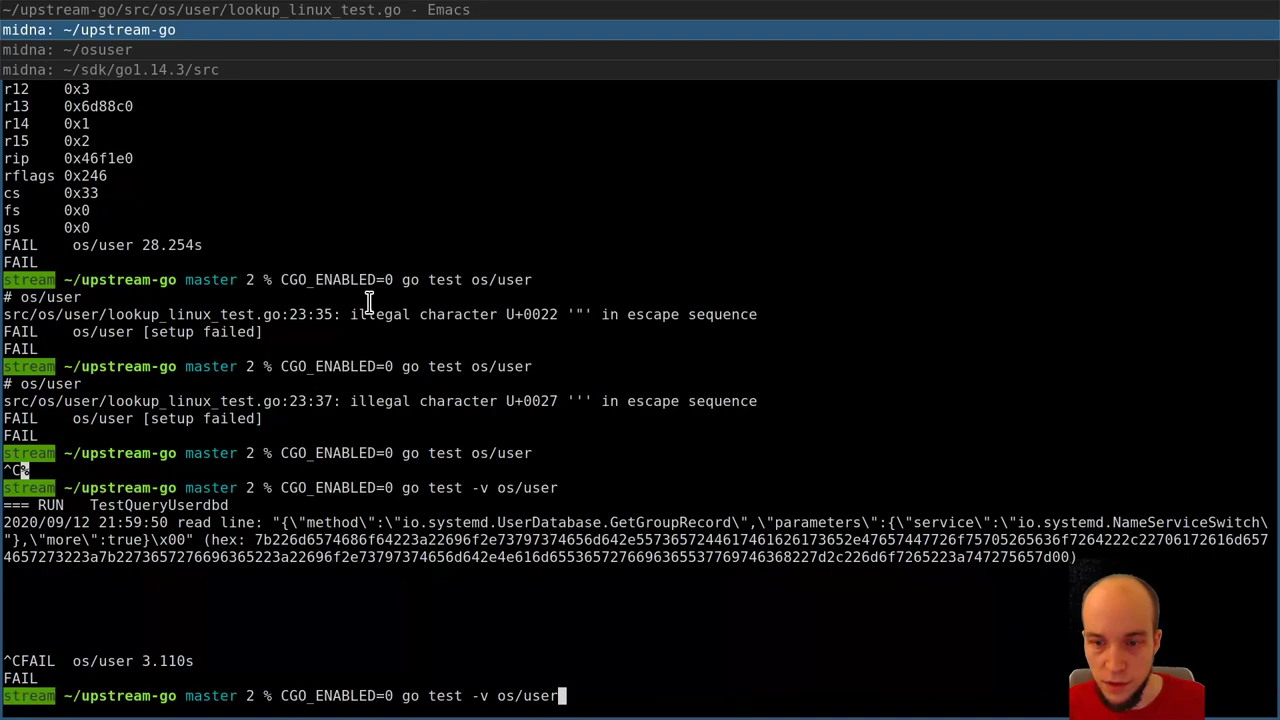 ~/upstream-go/src/os/user/lookup_linux_test.go - Emacs
midna: ~/upstream-go
midna: ~/osuser
midna: ~/sdk/go1.14.3/src
r12    0x3
r13    0x6d88c0
r14    0x1
r15    0x2
rip    0x46f1e0
rflags 0x246
cs     0x33
fs     0x0
gs     0x0
FAIL    os/user 28.254s
FAIL
stream ~/upstream-go master 2 % CGO_ENABLED=0 go test os/user
# os/user
src/os/user/lookup_linux_test.go:23:35: illegal character U+0022 '"' in escape sequence
FAIL    os/user [setup failed]
FAIL
stream ~/upstream-go master 2 % CGO_ENABLED=0 go test os/user
# os/user
src/os/user/lookup_linux_test.go:23:37: illegal character U+0027 ''' in escape sequence
FAIL    os/user [setup failed]
FAIL
stream ~/upstream-go master 2 % CGO_ENABLED=0 go test os/user
^C%
stream ~/upstream-go master 2 % CGO_ENABLED=0 go test -v os/user
=== RUN   TestQueryUserdbd
2020/09/12 21:59:50 read line: "{\"method\":\"io.systemd.UserDatabase.GetGroupRecord\",\"parameters\":{\"service\":\"io.systemd.NameServiceSwitch\
"},\"more\":true}\x00" (hex:
^CFAIL  os/user 3.110s
FAIL
stream ~/upstream-go master 2 % CGO_ENABLED=0 go test -v os/user